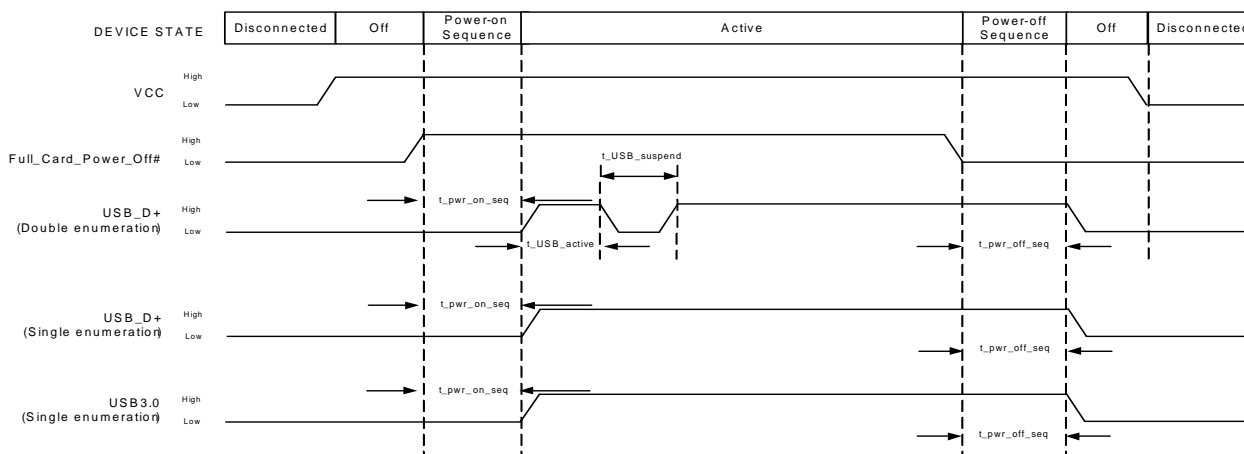 DEVICE STATE Disconnected Off Power-on Sequence Active Power-off Sequence Off Disconnected
VCC High
Low
Full_Card_Power_Off# High
Low
t_USB_suspend
USB_D+
(Double enumeration) High
Low
t_pwr_on_seq
t_USB_active
t_pwr_off_seq
USB_D+
(Single enumeration) High
Low
t_pwr_on_seq
t_pwr_off_seq
USB3.0
(Single enumeration) High
Low
t_pwr_on_seq
t_pwr_off_seq